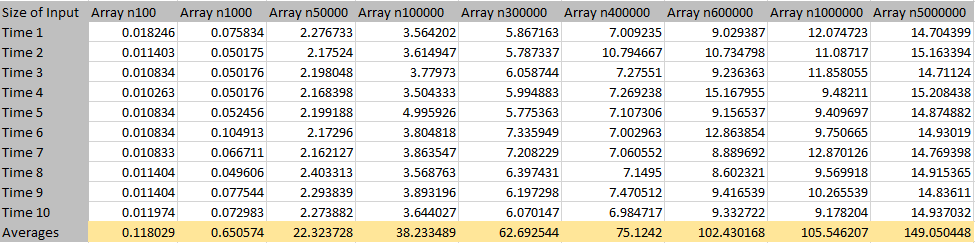 Size of Input Array n100 Array n1000 Array n50000 Array n100000 Array n300000 Array n400000 Array n600000 Array n1000000 Array n5000000
Time 1 0.018246 0.075834 2.276733 3.564202 5.867163 7.009235 9.029387 12.074723 14.704399
Time 2 0.011403 0.050175 2.17524 3.614947 5.787337 10.794667 10.734798 11.08717 15.163394
Time 3 0.010834 0.050176 2.198048 3.77973 6.058744 7.27551 9.236363 11.858055 14.71124
Time 4 0.010263 0.050176 2.168398 3.504333 5.994883 7.269238 15.167955 9.48211 15.208438
Time 5 0.010834 0.052456 2.199188 4.995926 5.775363 7.107306 9.156537 9.409697 14.874882
Time 6 0.010834 0.104913 2.17296 3.804818 7.335949 7.002963 12.863854 9.750665 14.93019
Time 7 0.010833 0.066711 2.162127 3.863547 7.208229 7.060552 8.889692 12.870126 14.769398
Time 8 0.011404 0.049606 2.403313 3.568763 6.397431 7.1495 8.602321 9.569918 14.915365
Time 9 0.011404 0.077544 2.293839 3.893196 6.197298 7.470512 9.416539 10.265539 14.83611
Time 10 0.011974 0.072983 2.273882 3.644027 6.070147 6.984717 9.332722 9.178204 14.937032
Averages 0.118029 0.650574 22.323728 38.233489 62.692544 75.1242 102.430168 105.546207 149.050448